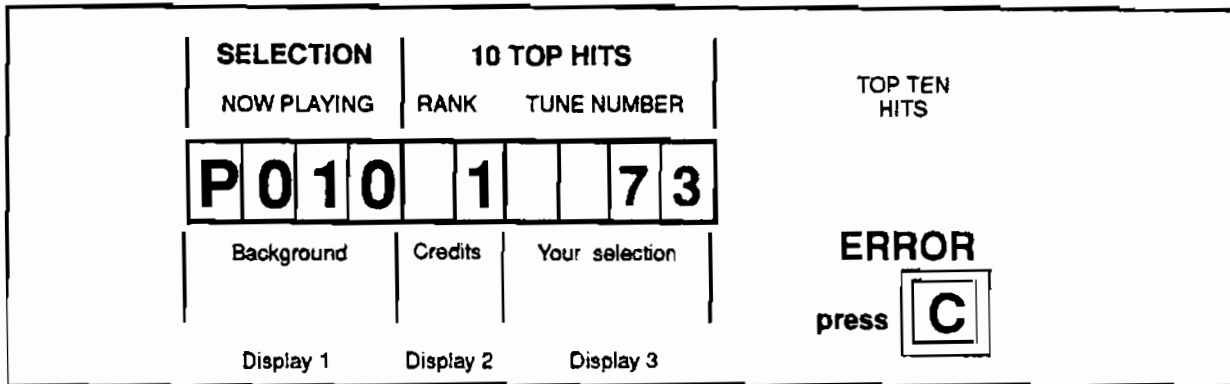 SELECTION 10 TOP HITS
NOW PLAYING RANK TUNE NUMBER
TOP TEN
HITS
P010 1 73
Background Credits Your selection
ERROR
press C
Display 1 Display 2 Display 3